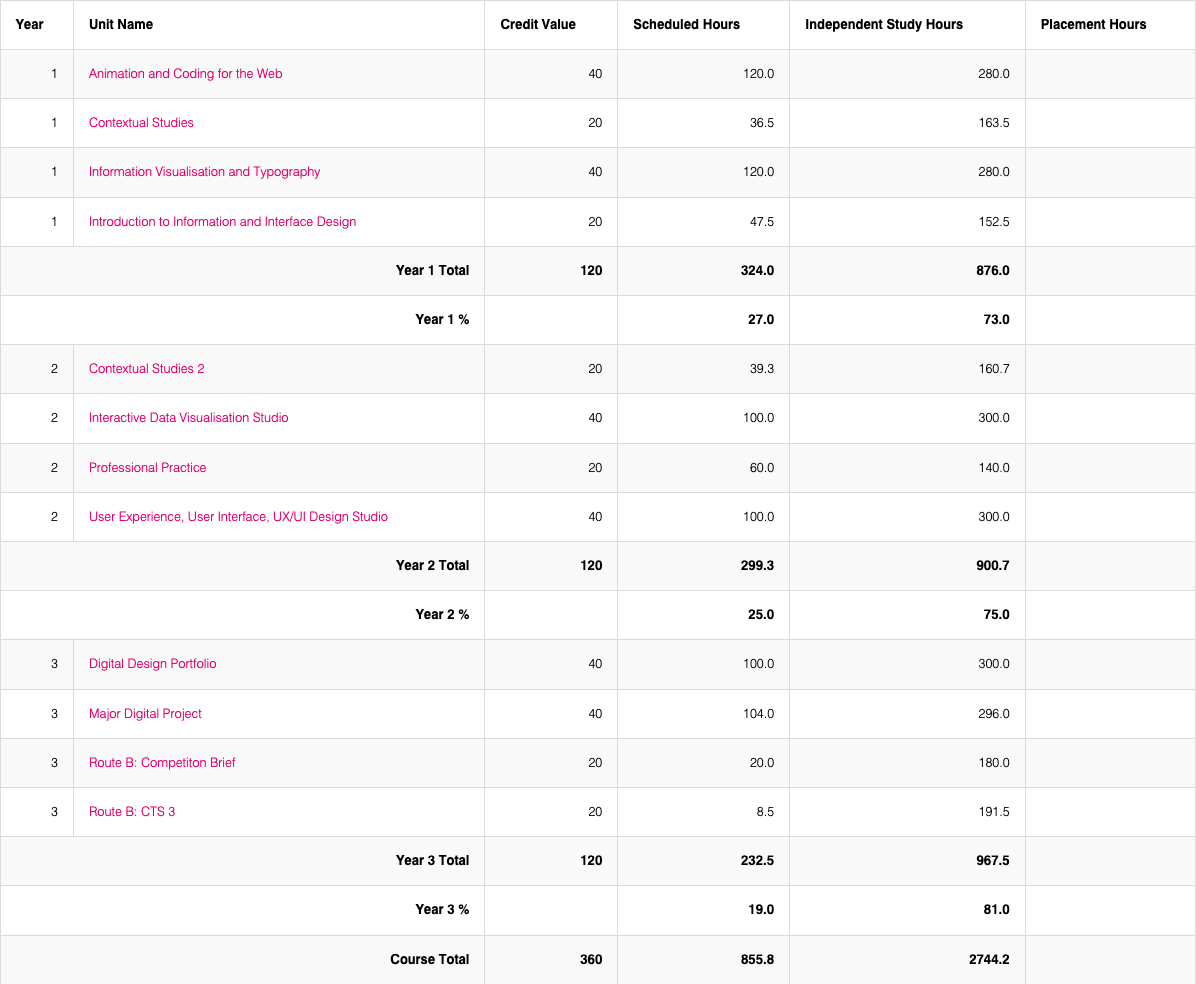 Year Unit Name Credit Value Scheduled Hours Independent Study Hours Placement Hours
1 Animation and Coding for the Web 40 120.0 280.0
1 Contextual Studies 20 36.5 163.5
1 Information Visualisation and Typography 40 120.0 280.0
1 Introduction to Information and Interface Design 20 47.5 152.5
Year 1 Total 120 324.0 876.0
Year 1 % 27.0 73.0
2 Contextual Studies 2 20 39.3 160.7
2 Interactive Data Visualisation Studio 40 100.0 300.0
2 Professional Practice 20 60.0 140.0
2 User Experience, User Interface, UX/UI Design Studio 40 100.0 300.0
Year 2 Total 120 299.3 900.7
Year 2 % 25.0 75.0
3 Digital Design Portfolio 40 100.0 300.0
3 Major Digital Project 40 104.0 296.0
3 Route B: Competiton Brief 20 20.0 180.0
3 Route B: CTS 3 20 8.5 191.5
Year 3 Total 120 232.5 967.5
Year 3 % 19.0 81.0
Course Total 360 855.8 2744.2